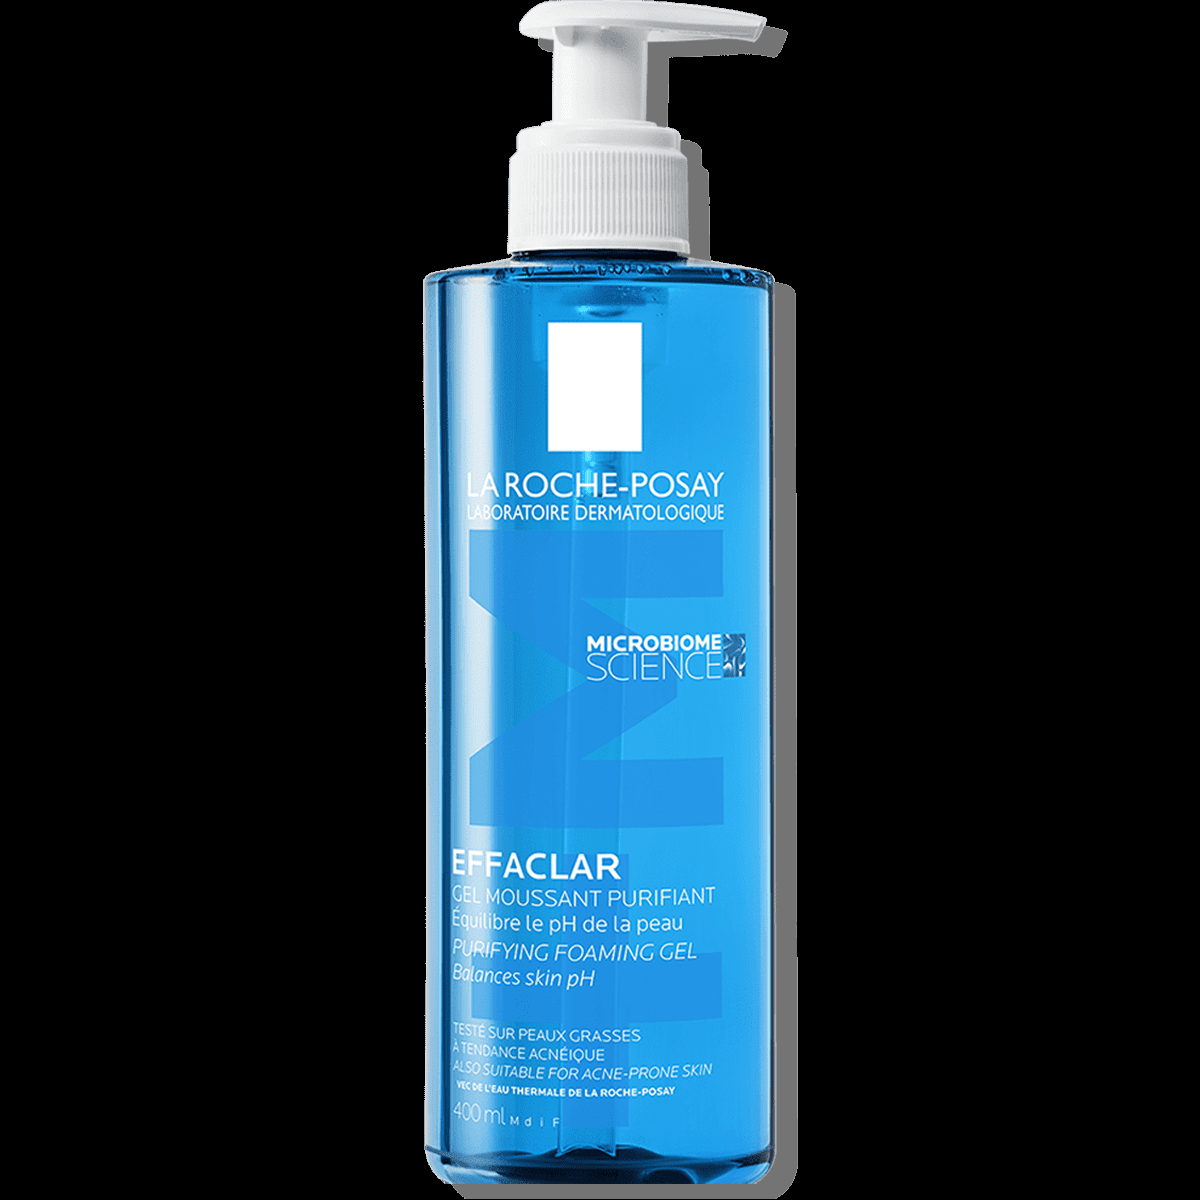 LA ROCHE-POSAY
LABORATOIRE DERMATOLOGIQUE
MICROBIOME
SCIENCE
EFFACLAR
GEL MOUSSANT PURIFIANT
Équilibre le pH de la peau
PURIFYING FOAMING GEL
Balances skin pH
TESTÉ SUR PEAUX GRASSES
À TENDANCE ACNÉIQUE
ALSO SUITABLE FOR ACNE-PRONE SKIN
VEC DE L'EAU THERMALE DE LA ROCHE-POSAY
400 ml M d i F